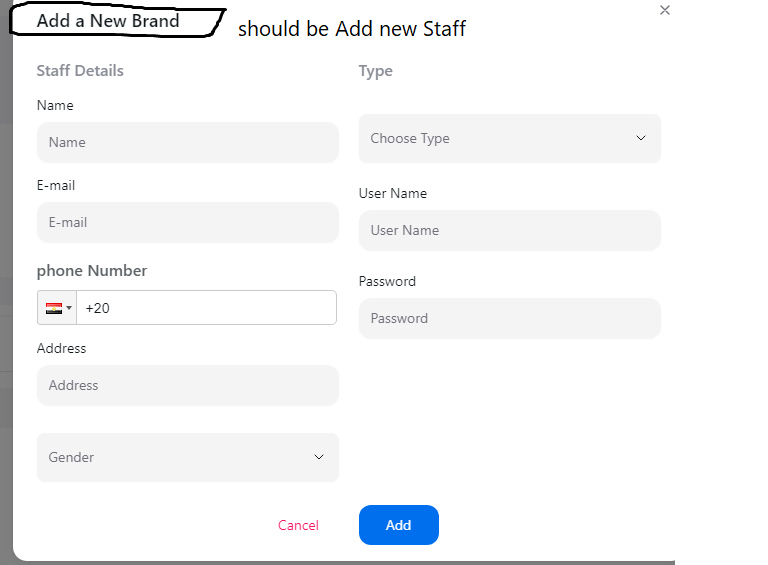 Add a New Brand
should be Add new Staff
Staff Details
Name
Name
E-mail
E-mail
phone Number
+20
Address
Address
Gender
Type
Choose Type
User Name
User Name
Password
Password
Cancel
Add